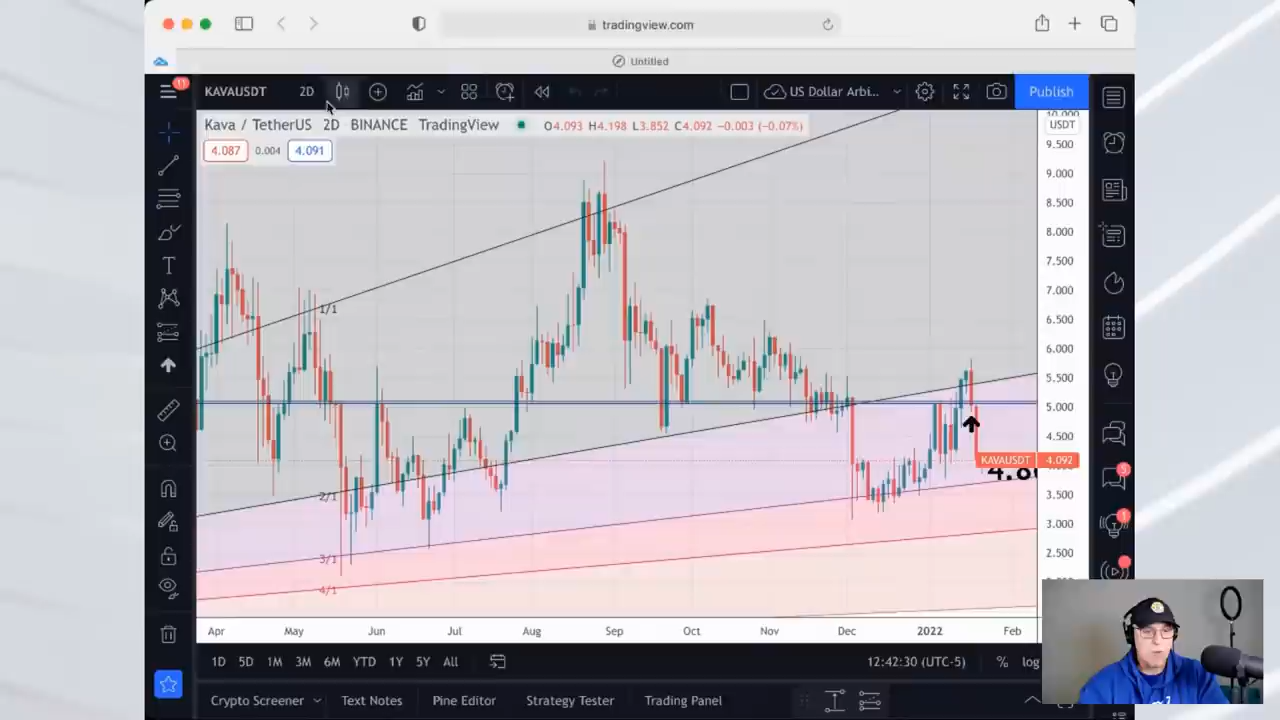 tradingview.com
Untitled
11
KAVAUSDT 2D US Dollar Arbi... Publish
Kava / TetherUS 2D BINANCE TradingView O4.093 H4.198 L3.852 C4.092 −0.003 (−0.07%)
USDT
4.087 0.004 4.091
10.000
9.500
9.000
8.500
8.000
7.500
7.000
1/1
6.500
6.000
5.500
5.000
4.500
KAVAUSDT 4.092
3.500
2/1
3.000
2.500
3/1
4/1
5
1
Apr May Jun Jul Aug Sep Oct Nov Dec 2022 Feb
1D 5D 1M 3M 6M YTD 1Y 5Y All 12:42:30 (UTC-5) % log
Crypto Screener Text Notes Pine Editor Strategy Tester Trading Panel